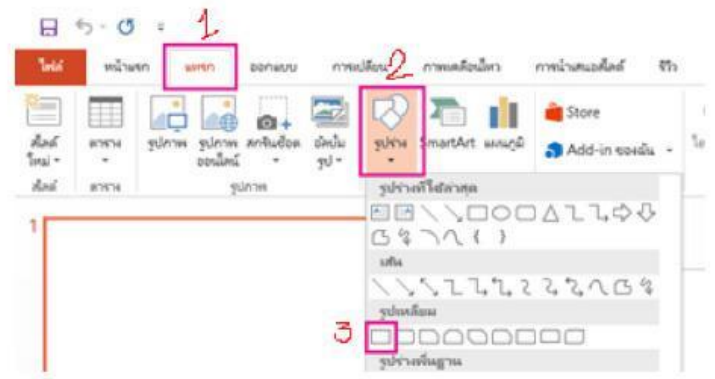 1
ไฟล์ หน้าแรก แทรก ออกแบบ การเปลี่ยน 2 ภาพเคลื่อนไหว การนำเสนอสไลด์ รีวิว
สไลด์ ตาราง รูปภาพ รูปภาพ สกรีนช็อต อัลบั้ม รูปร่าง SmartArt แผนภูมิ Store
ใหม่ ออนไลน์ รูป Add-in ของฉัน
สไลด์ ตาราง รูปภาพ รูปร่างที่ใช้ล่าสุด
1
เส้น
รูปเหลี่ยม
3
รูปร่างพื้นฐาน